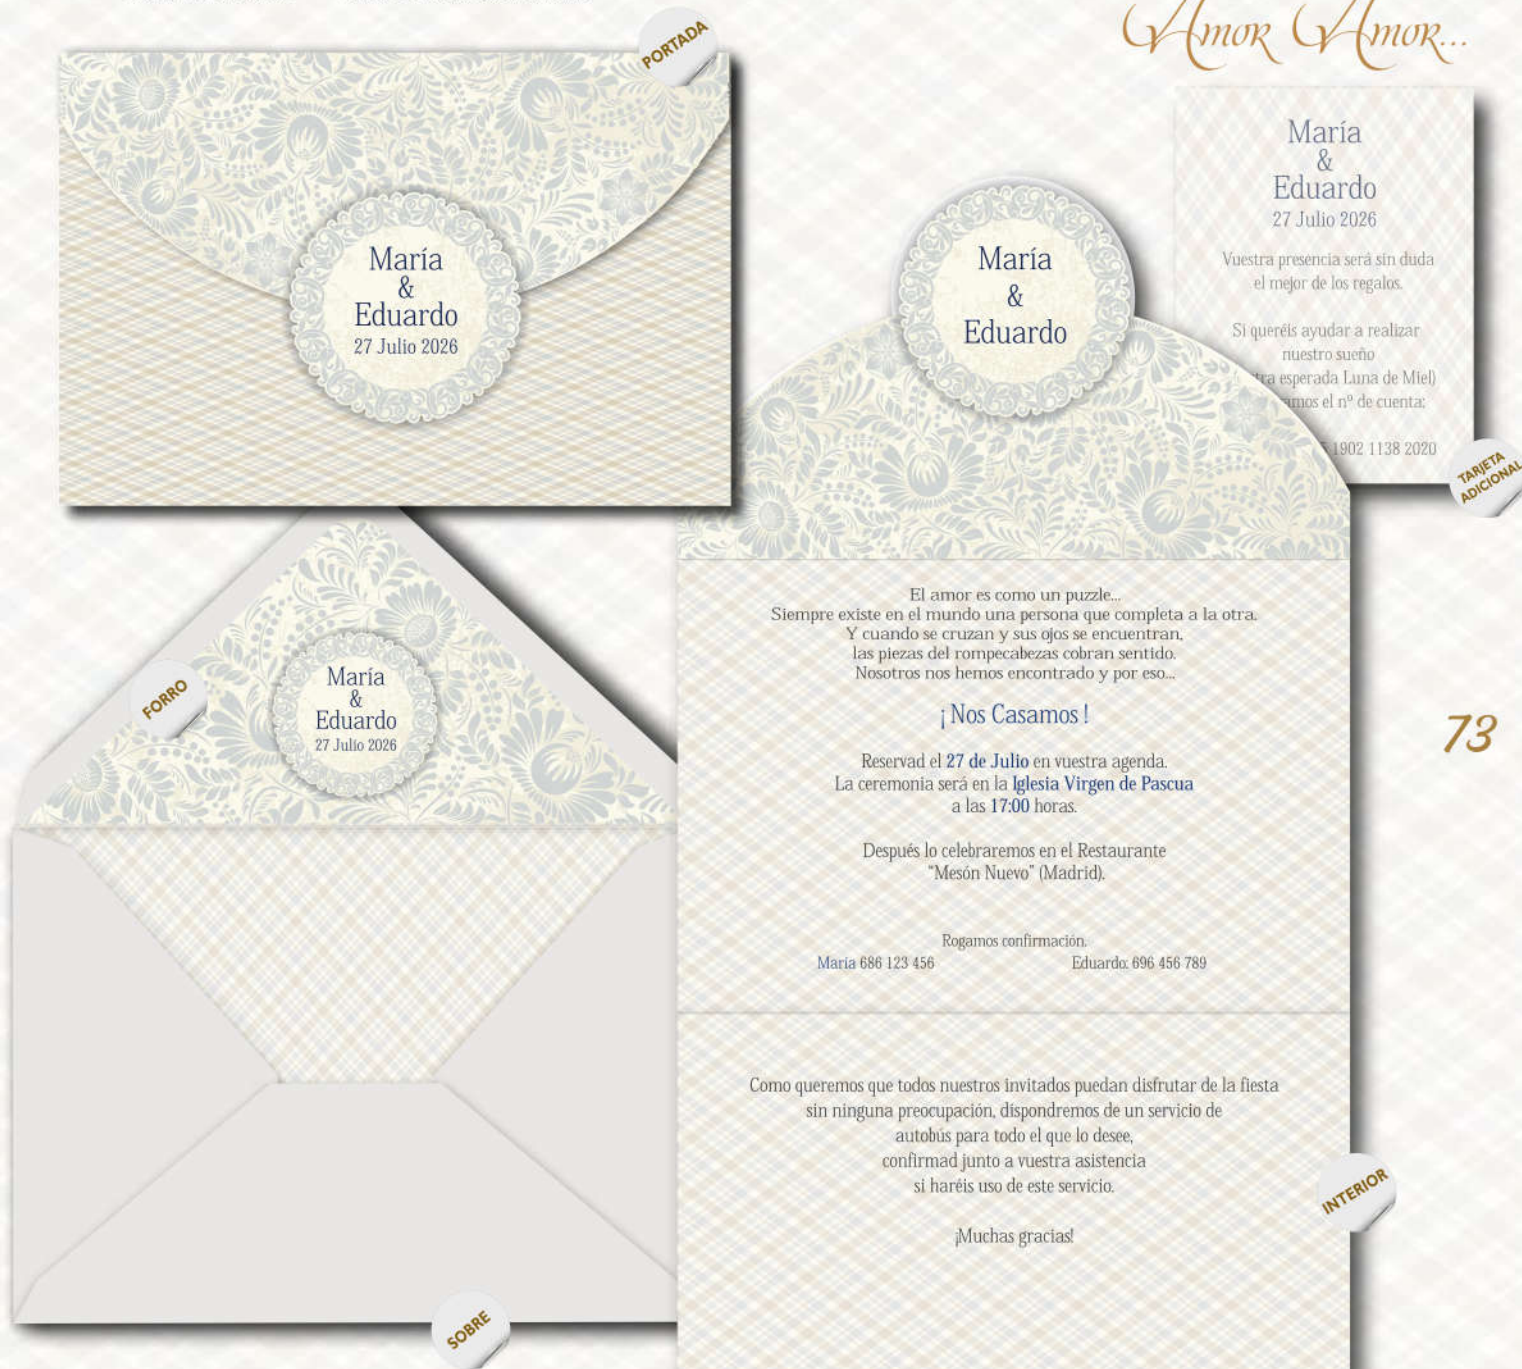 Amor Amor...
PORTADA
María
&
Eduardo
27 Julio 2026
María
&
Eduardo
María
&
Eduardo
27 Julio 2026
Vuestra presencia será sin duda
el mejor de los regalos.
Si queréis ayudar a realizar
nuestro sueño
esperada Luna de Miel)
el nº de cuenta:
1902 1138 2020
TARJETA
ADICIONAL
FORRO
María
&
Eduardo
27 Julio 2026
El amor es como un puzzle...
Siempre existe en el mundo una persona que completa a la otra.
Y cuando se cruzan y sus ojos se encuentran,
las piezas del rompecabezas cobran sentido.
Nosotros nos hemos encontrado y por eso...
¡ Nos Casamos !
Reservad el 27 de Julio en vuestra agenda.
La ceremonia será en la Iglesia Virgen de Pascua
a las 17:00 horas.
Después lo celebraremos en el Restaurante
“Mesón Nuevo” (Madrid).
Rogamos confirmación.
María 686 123 456 Eduardo: 696 456 789
73
Como queremos que todos nuestros invitados puedan disfrutar de la fiesta
sin ninguna preocupación, dispondremos de un servicio de
autobús para todo el que lo desee,
confirmad junto a vuestra asistencia
si haréis uso de este servicio.
¡Muchas gracias!
INTERIOR
SOBRE